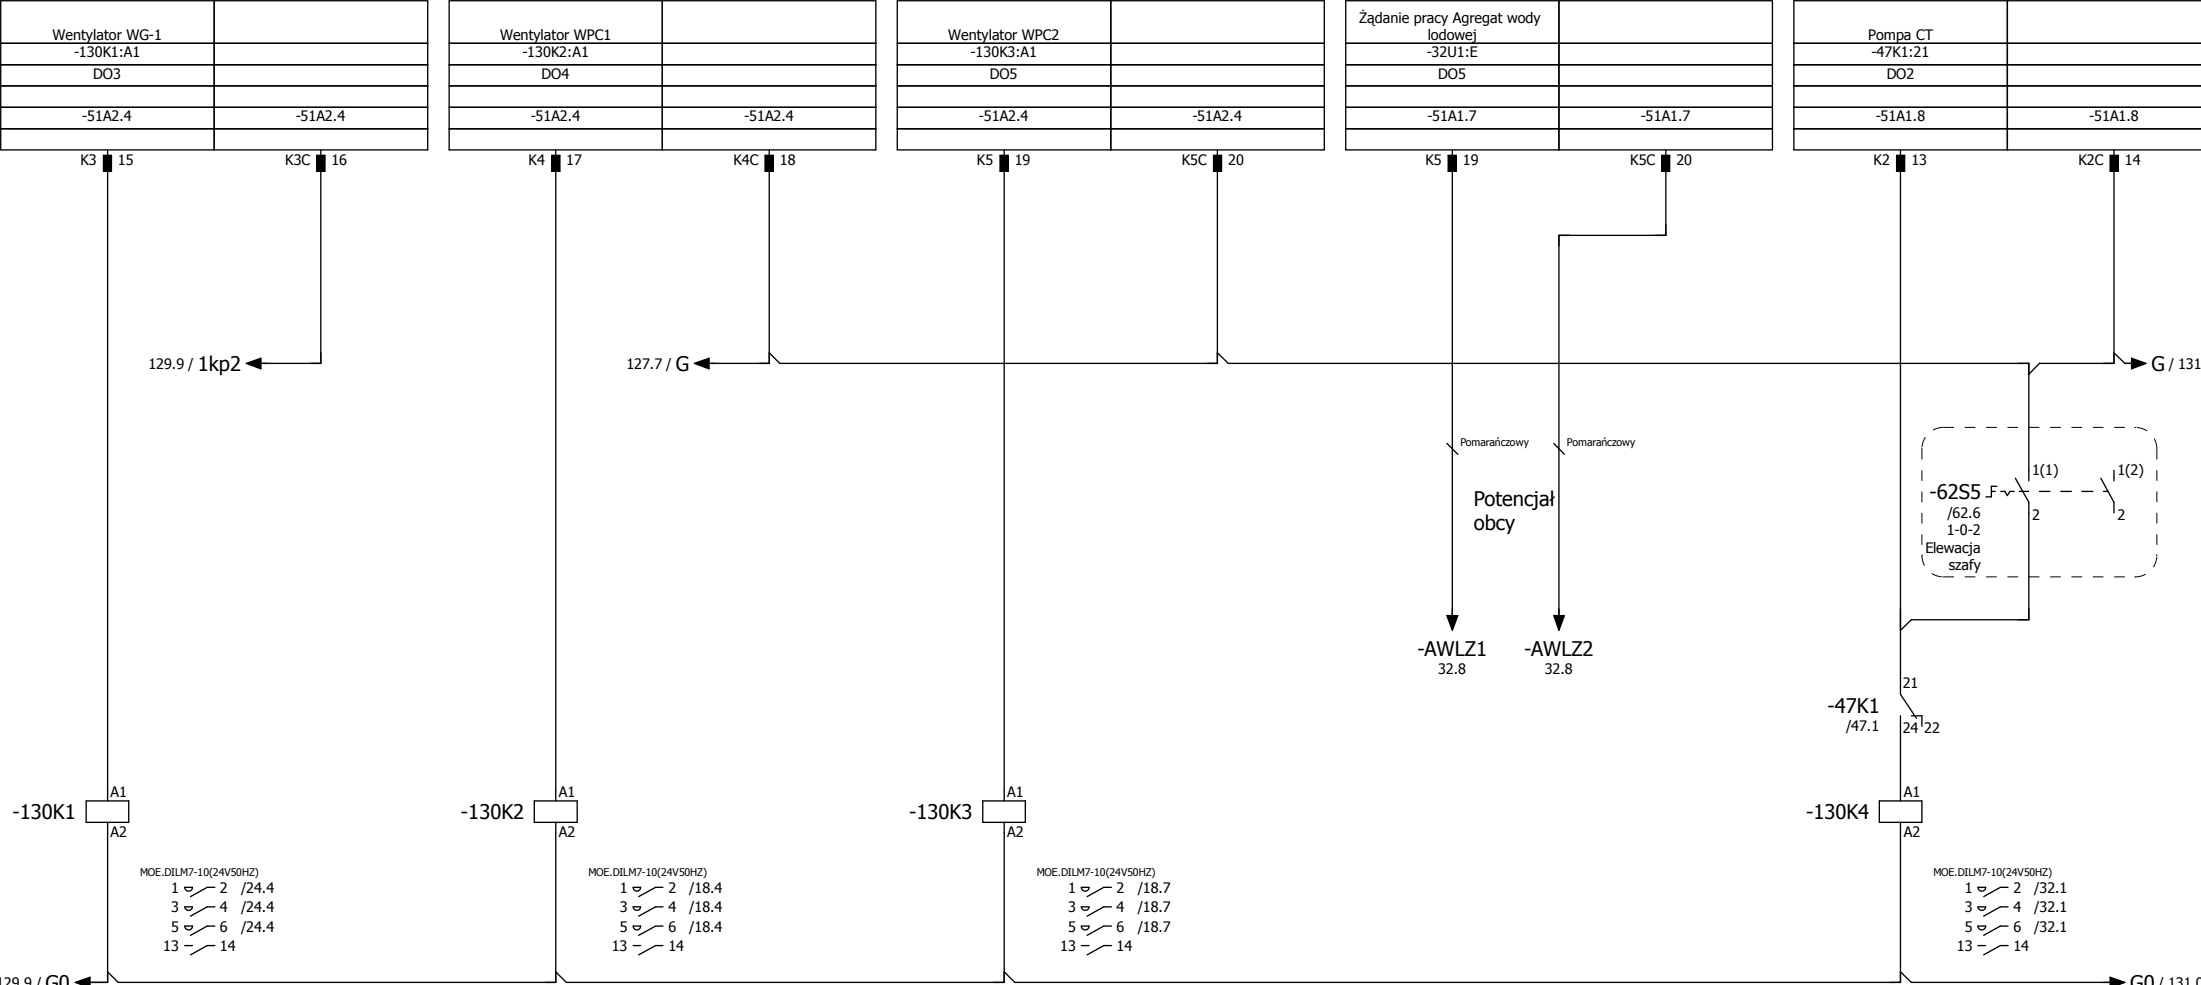 Wentylator WG-1
-130K1:A1
DO3
-51A2.4 -51A2.4
K3 15 K3C 16
Wentylator WPC1
-130K2:A1
DO4
-51A2.4 -51A2.4
K4 17 K4C 18
Wentylator WPC2
-130K3:A1
DO5
-51A2.4 -51A2.4
K5 19 K5C 20
Żądanie pracy Agregat wody
lodowej
-32U1:E
DO5
-51A1.7 -51A1.7
K5 19 K5C 20
Pompa CT
-47K1:21
DO2
-51A1.8 -51A1.8
K2 13 K2C 14
129.9 / 1kp2
127.7 / G
G / 131
Pomarańczowy Pomarańczowy
Potencjał
obcy
-AWLZ1 -AWLZ2
32.8 32.8
1(1) 1(2)
-62S5
/62.6 2 2
1-0-2
Elewacja
szafy
21
-47K1
/47.1 24 22
A1
-130K1
A2
A1
-130K2
A2
A1
-130K3
A2
A1
-130K4
A2
MOE.DILM7-10(24V50HZ)
1 2 /24.4
3 4 /24.4
5 6 /24.4
13 14
MOE.DILM7-10(24V50HZ)
1 2 /18.4
3 4 /18.4
5 6 /18.4
13 14
MOE.DILM7-10(24V50HZ)
1 2 /18.7
3 4 /18.7
5 6 /18.7
13 14
MOE.DILM7-10(24V50HZ)
1 2 /32.1
3 4 /32.1
5 6 /32.1
13 14
129.9 / G0
G0 / 131.0